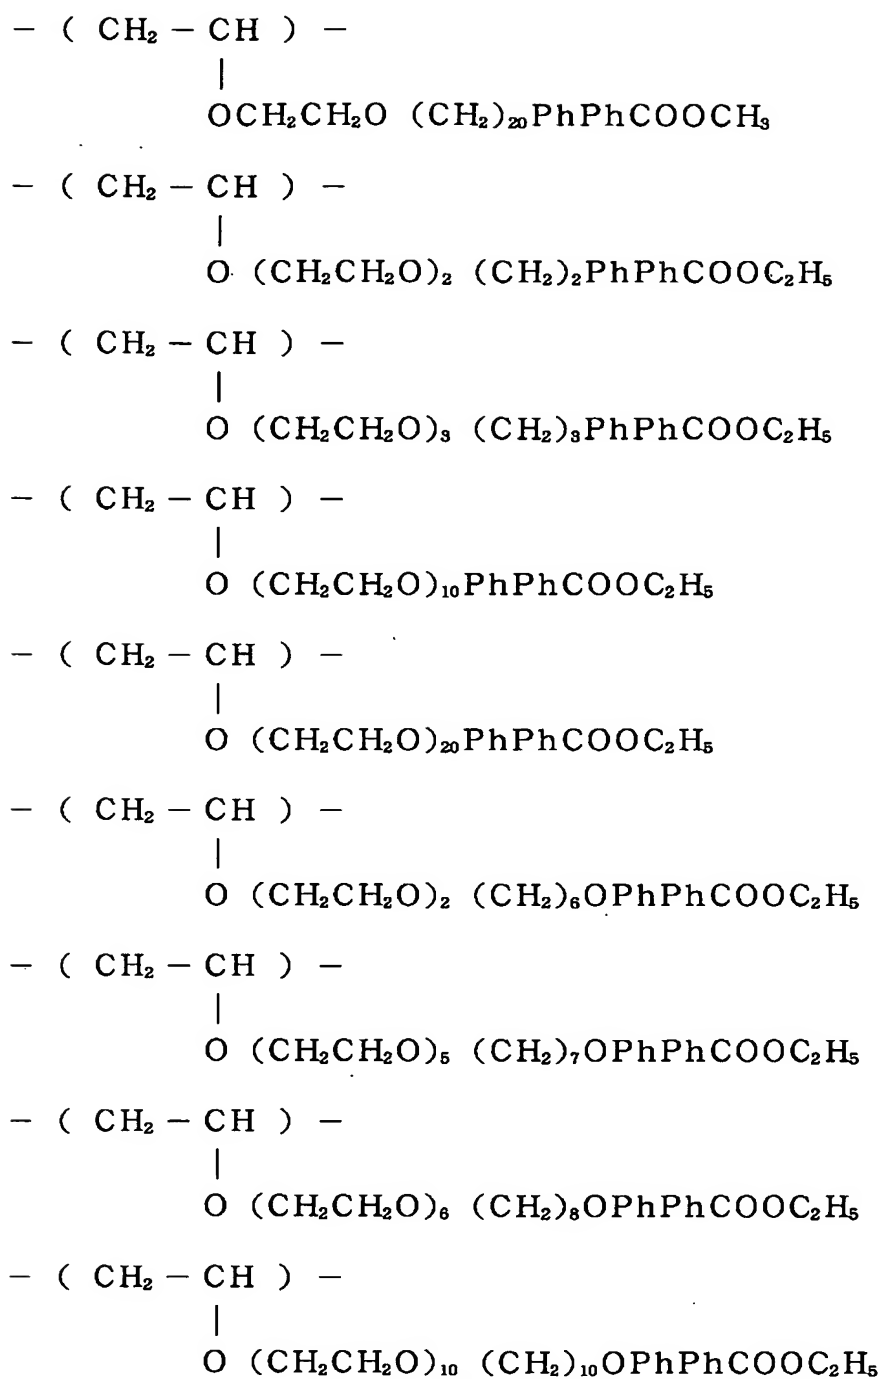 − ( CH₂ − CH ) −
|
OCH₂CH₂O (CH₂)₂₀PhPhCOOCH₃
− ( CH₂ − CH ) −
|
O (CH₂CH₂O)₂ (CH₂)₂PhPhCOOC₂H₅
− ( CH₂ − CH ) −
|
O (CH₂CH₂O)₃ (CH₂)₃PhPhCOOC₂H₅
− ( CH₂ − CH ) −
|
O (CH₂CH₂O)₁₀PhPhCOOC₂H₅
− ( CH₂ − CH ) −
|
O (CH₂CH₂O)₂₀PhPhCOOC₂H₅
− ( CH₂ − CH ) −
|
O (CH₂CH₂O)₂ (CH₂)₆OPhPhCOOC₂H₅
− ( CH₂ − CH ) −
|
O (CH₂CH₂O)₅ (CH₂)₇OPhPhCOOC₂H₅
− ( CH₂ − CH ) −
|
O (CH₂CH₂O)₆ (CH₂)₈OPhPhCOOC₂H₅
− ( CH₂ − CH ) −
|
O (CH₂CH₂O)₁₀ (CH₂)₁₀OPhPhCOOC₂H₅